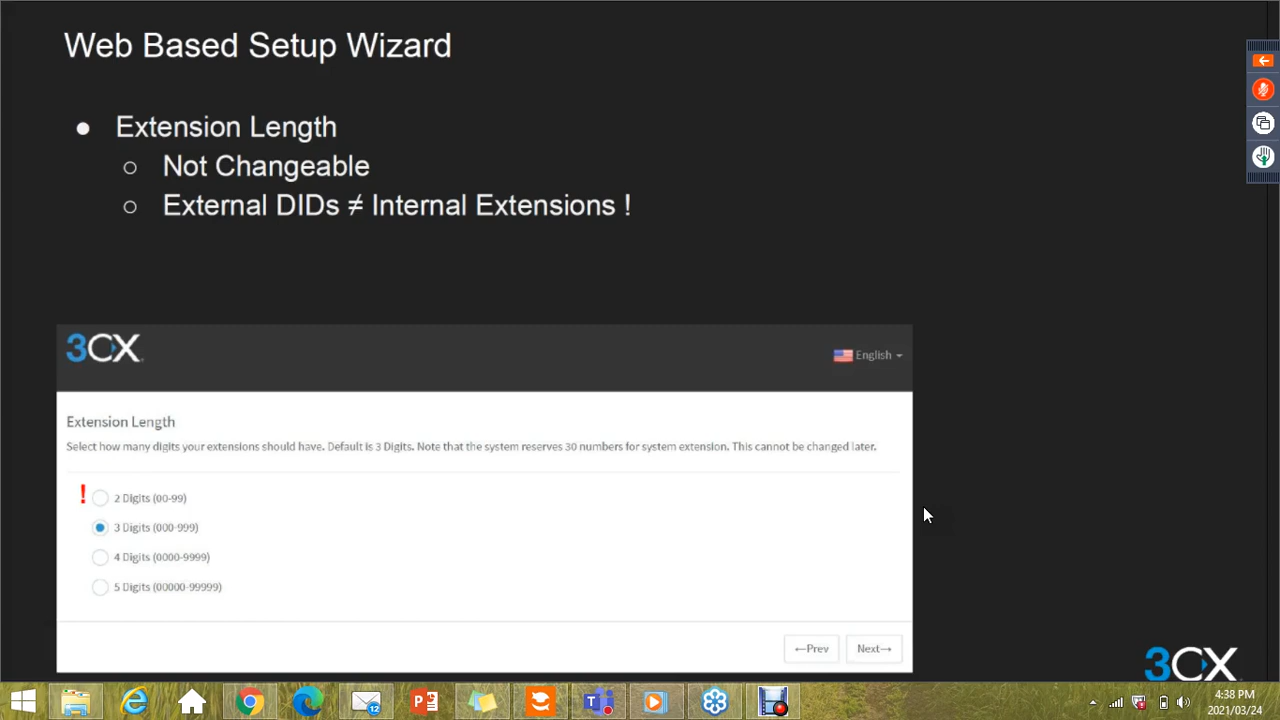 Web Based Setup Wizard
● Extension Length
○ Not Changeable
○ External DIDs ≠ Internal Extensions !
3CX
English
Extension Length
Select how many digits your extensions should have. Default is 3 Digits. Note that the system reserves 30 numbers for system extension. This cannot be changed later.
! 2 Digits (00-99)
3 Digits (000-999)
4 Digits (0000-9999)
5 Digits (00000-99999)
←Prev Next→
3CX
12
4:38 PM
2021/03/24